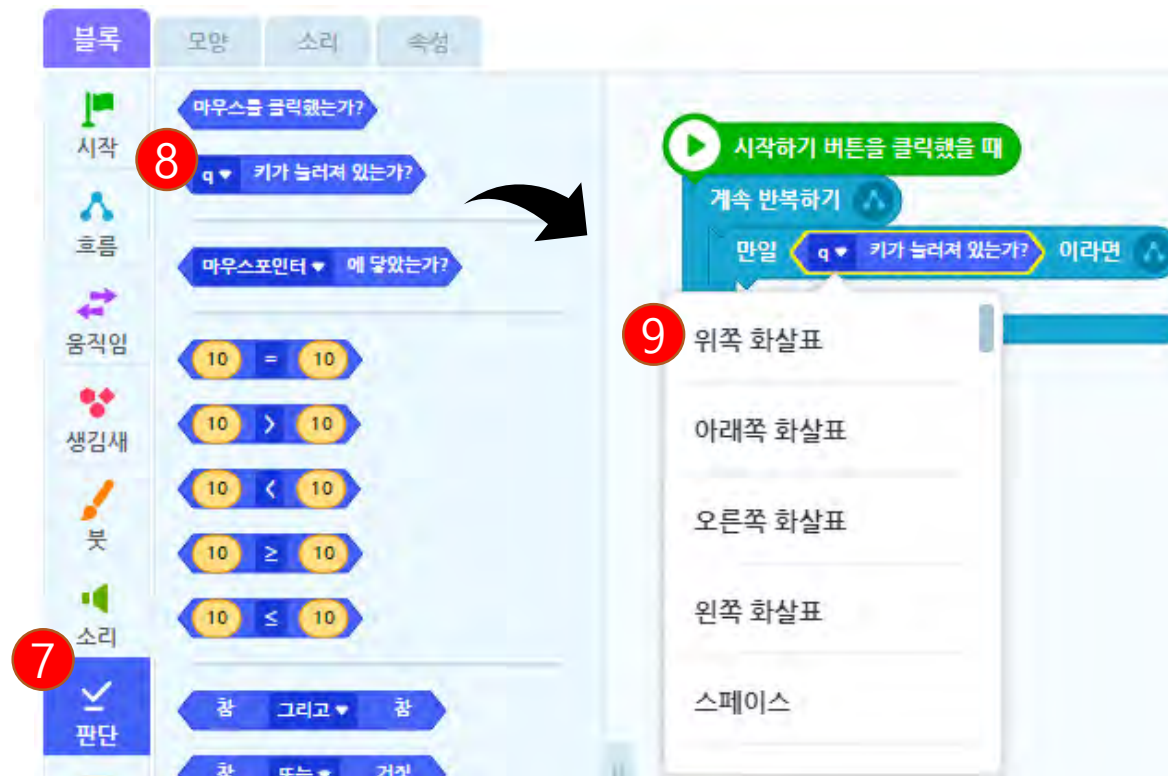 블록
모양
소리
속성
시작
흐름
움직임
생김새
붓
소리
7
판단
마우스를 클릭했는가?
8
q 키가 눌러져 있는가?
마우스포인터 에 닿았는가?
10 = 10
10 > 10
10 < 10
10 ≥ 10
10 ≤ 10
참 그리고 참
참 또는 거짓
시작하기 버튼을 클릭했을 때
계속 반복하기
만일 q 키가 눌러져 있는가? 이라면
9
위쪽 화살표
아래쪽 화살표
오른쪽 화살표
왼쪽 화살표
스페이스